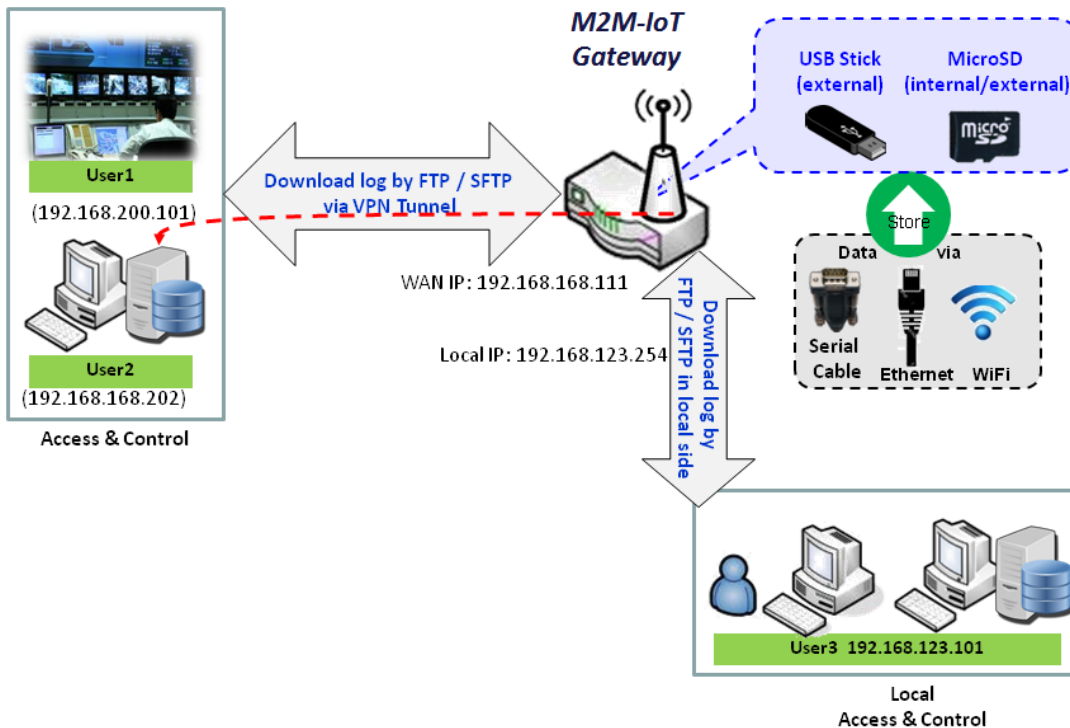 M2M-IoT
Gateway
USB Stick
(external)
MicroSD
(internal/external)
micro
SD
User1
(192.168.200.101)
User2
(192.168.168.202)
Access & Control
Download log by FTP / SFTP
via VPN Tunnel
WAN IP: 192.168.168.111
Local IP: 192.168.123.254
Download log by
FTP / SFTP in local side
Store
Data via
Serial
Cable
Ethernet
WiFi
User3 192.168.123.101
Local
Access & Control